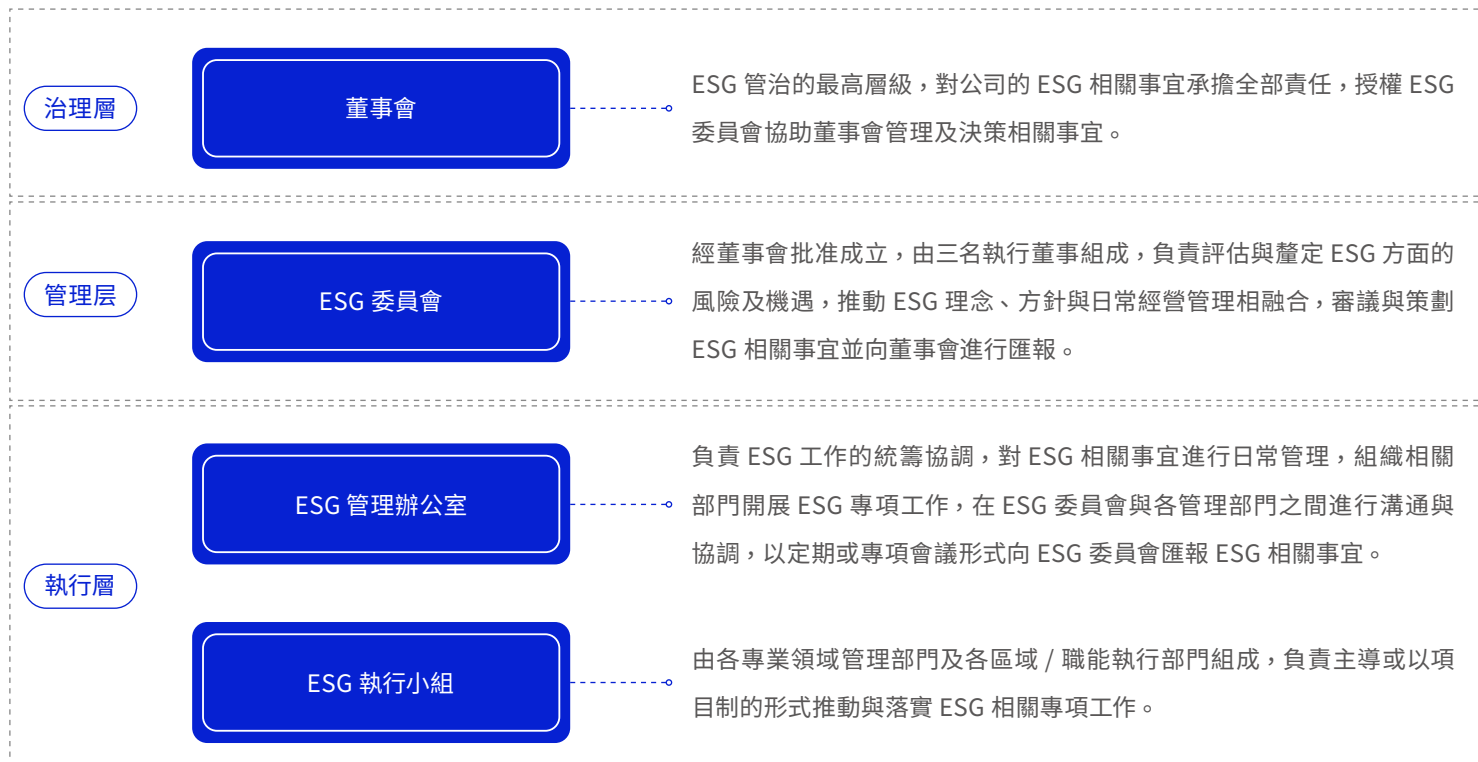 治理層
董事會
ESG 管治的最高層級，對公司的 ESG 相關事宜承擔全部責任，授權 ESG
委員會協助董事會管理及決策相關事宜。
管理层
ESG 委員會
經董事會批准成立，由三名執行董事組成，負責評估與釐定 ESG 方面的
風險及機遇，推動 ESG 理念、方針與日常經營管理相融合，審議與策劃
ESG 相關事宜並向董事會進行匯報。
執行層
ESG 管理辦公室
負責 ESG 工作的統籌協調，對 ESG 相關事宜進行日常管理，組織相關
部門開展 ESG 專項工作，在 ESG 委員會與各管理部門之間進行溝通與
協調，以定期或專項會議形式向 ESG 委員會匯報 ESG 相關事宜。
ESG 執行小組
由各專業領域管理部門及各區域 / 職能執行部門組成，負責主導或以項
目制的形式推動與落實 ESG 相關專項工作。